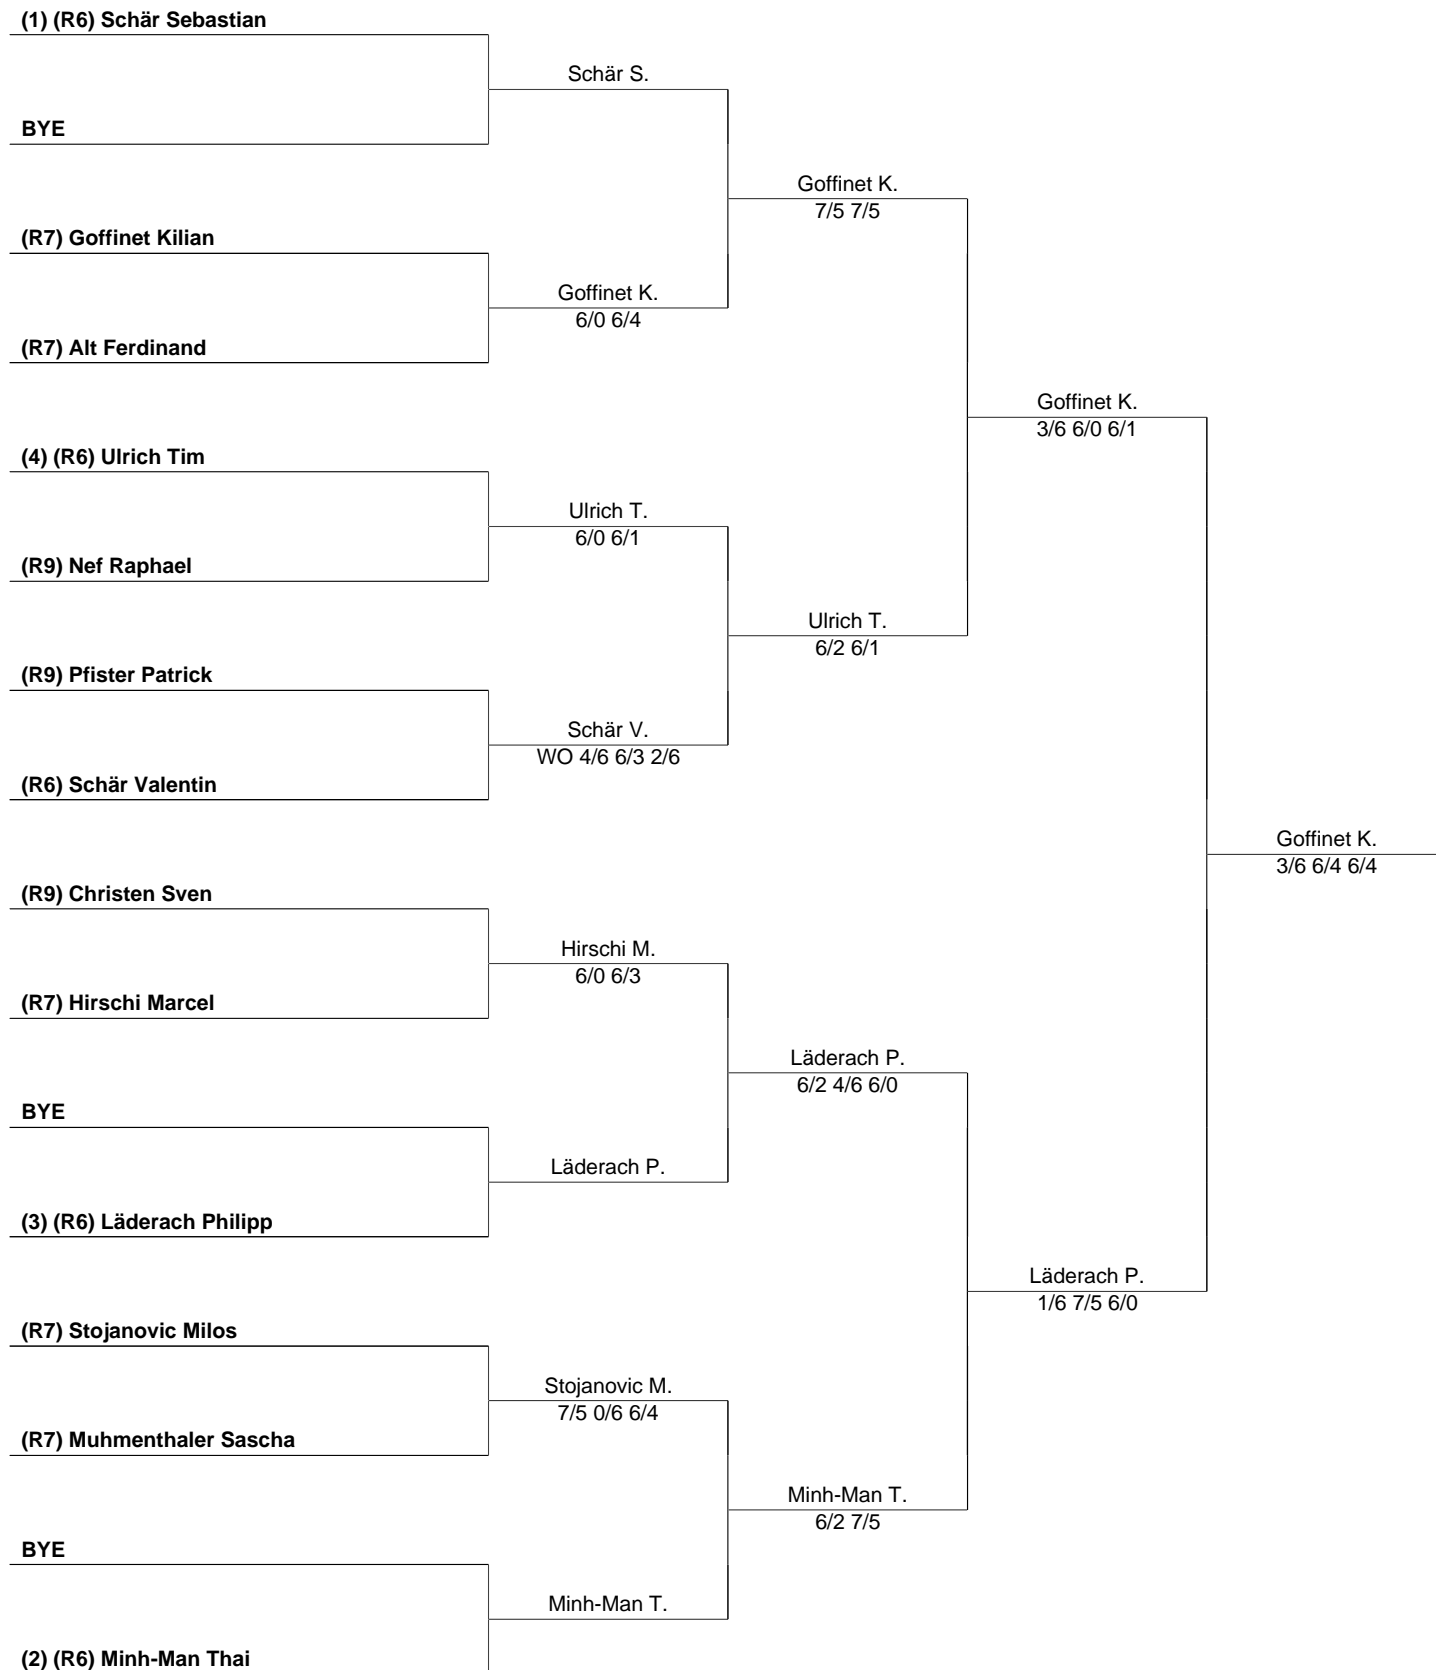 (1) (R6) Schär Sebastian
Schär S.
BYE
Goffinet K.
7/5 7/5
(R7) Goffinet Kilian
Goffinet K.
6/0 6/4
(R7) Alt Ferdinand
Goffinet K.
3/6 6/0 6/1
(4) (R6) Ulrich Tim
Ulrich T.
6/0 6/1
(R9) Nef Raphael
Ulrich T.
6/2 6/1
(R9) Pfister Patrick
Schär V.
WO 4/6 6/3 2/6
(R6) Schär Valentin
Goffinet K.
3/6 6/4 6/4
(R9) Christen Sven
Hirschi M.
6/0 6/3
(R7) Hirschi Marcel
Läderach P.
6/2 4/6 6/0
BYE
Läderach P.
(3) (R6) Läderach Philipp
Läderach P.
1/6 7/5 6/0
(R7) Stojanovic Milos
Stojanovic M.
7/5 0/6 6/4
(R7) Muhmenthaler Sascha
Minh-Man T.
6/2 7/5
BYE
Minh-Man T.
(2) (R6) Minh-Man Thai